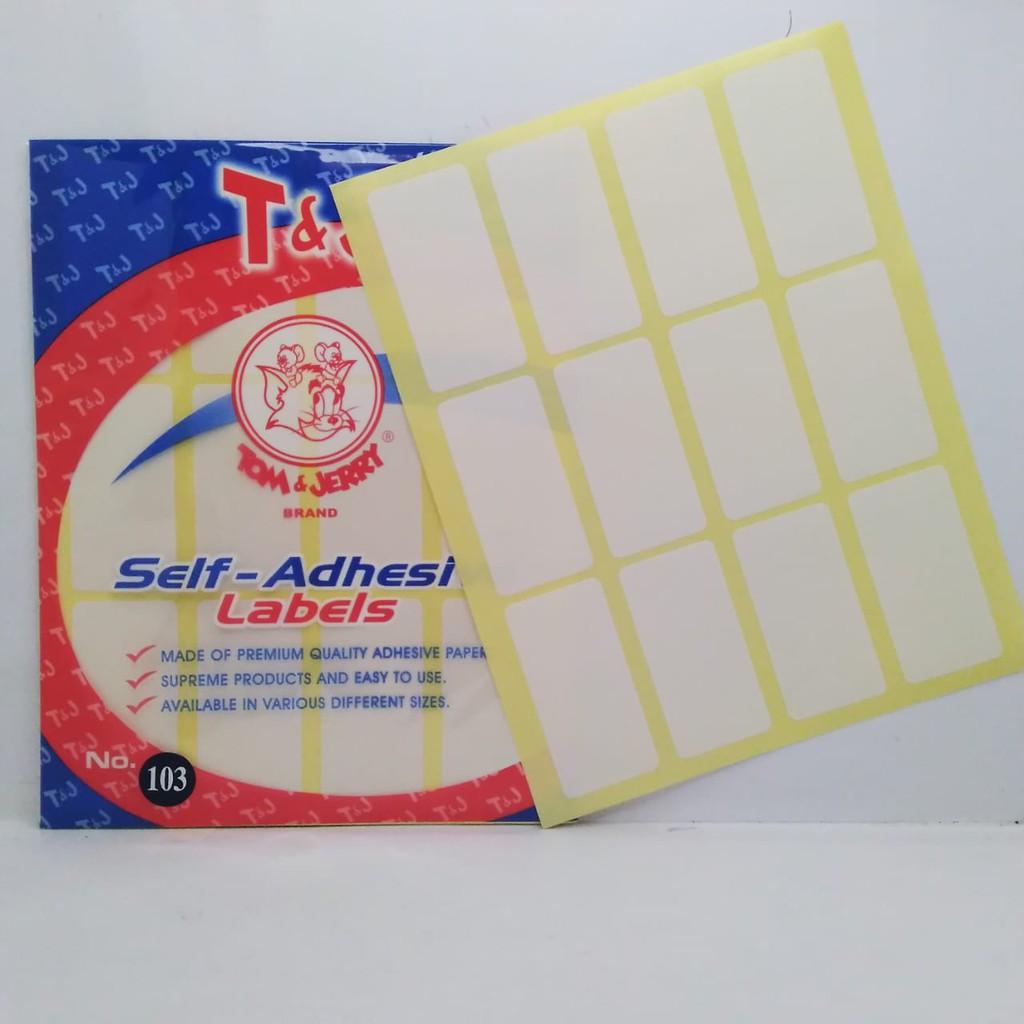 T&J
TOM & JERRY ®
BRAND
Self-Adhesi
Labels
MADE OF PREMIUM QUALITY ADHESIVE PAPER
SUPREME PRODUCTS AND EASY TO USE.
AVAILABLE IN VARIOUS DIFFERENT SIZES.
No. 103